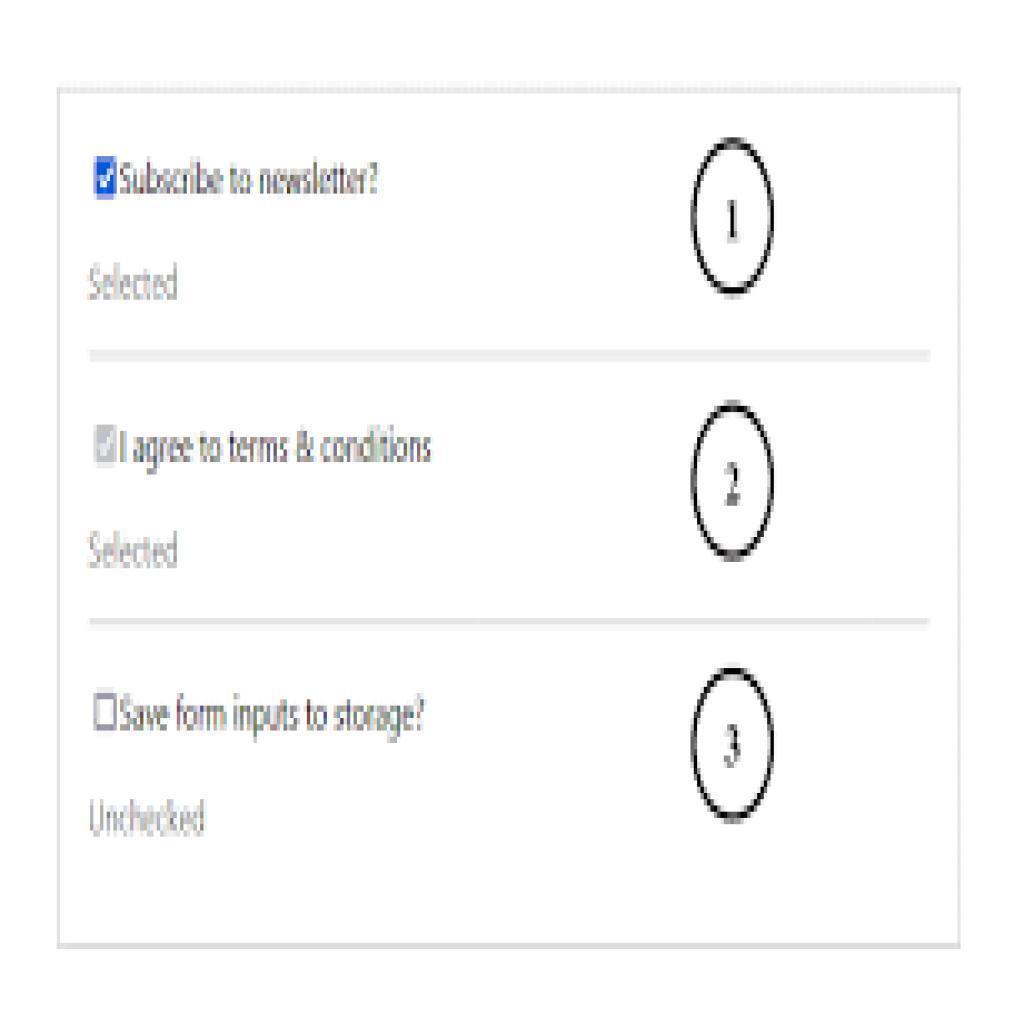 Subscribe to newsletter?
1
Selected
I agree to terms & conditions
2
Selected
Save form inputs to storage?
3
Unchecked